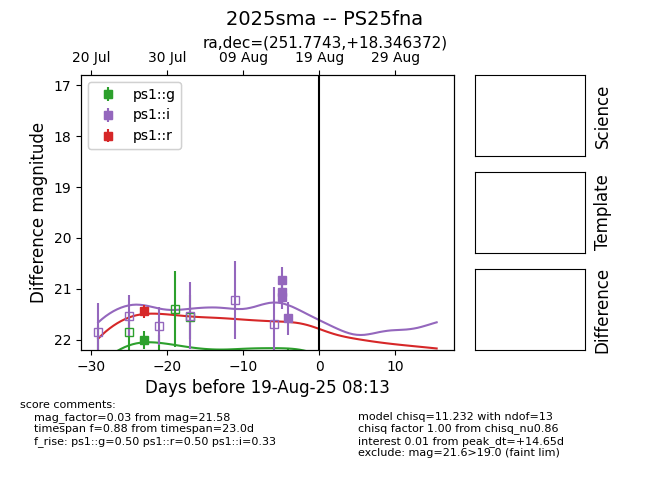 2025sma -- PS25fna
ra,dec=(251.7743,+18.346372)
20 Jul 30 Jul 09 Aug 19 Aug 29 Aug
ps1::g
ps1::i
ps1::r
17
18
19
20
21
22
Difference magnitude
−30 −20 −10 0 10
Days before 19-Aug-25 08:13
Science
Template
Difference
score comments:
mag_factor=0.03 from mag=21.58
timespan f=0.88 from timespan=23.0d
f_rise: ps1::g=0.50 ps1::r=0.50 ps1::i=0.33
model chisq=11.232 with ndof=13
chisq factor 1.00 from chisq_nu0.86
interest 0.01 from peak_dt=+14.65d
exclude: mag=21.6>19.0 (faint lim)